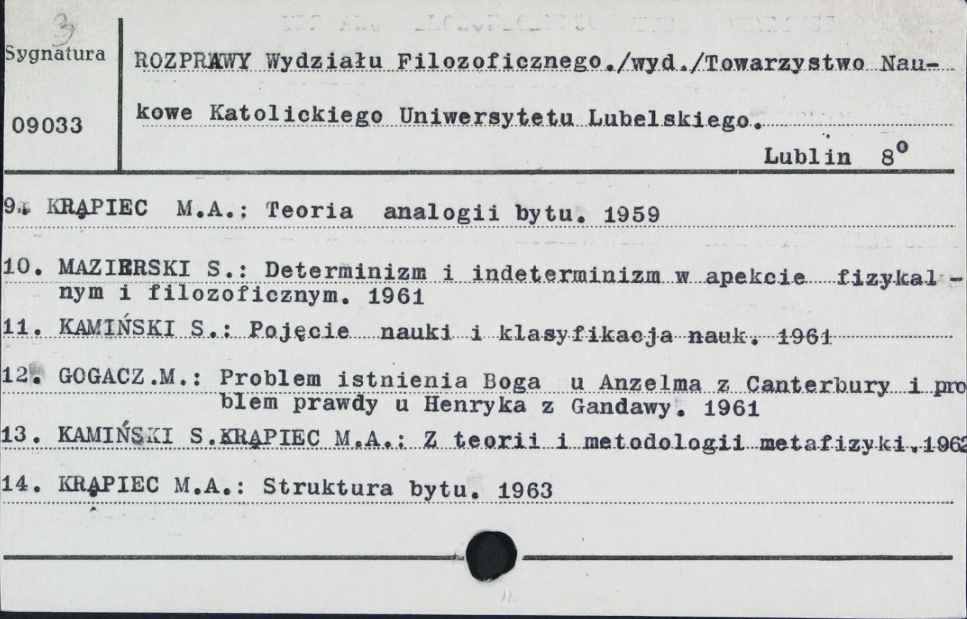 3
Sygnatura
09033
ROZPRAWY Wydziału Filozoficznego./wyd./Towarzystwo Nau-
kowe Katolickiego Uniwersytetu Lubelskiego.
Lublin 8°
9. KRĄPIEC M.A.: Teoria analogii bytu. 1959
10. MAZIERSKI S.: Determinizm i indeterminizm w apekcie fizykal-
nym i filozoficznym. 1961
11. KAMIŃSKI S.: Pojęcie nauki i klasyfikacja nauk. 1961
12. GOGACZ.M.: Problem istnienia Boga u Anzelma z Canterbury i pro
blem prawdy u Henryka z Gandawy. 1961
13. KAMIŃSKI S.KRĄPIEC M.A.: Z teorii i metodologii metafizyki.1962
14. KRĄPIEC M.A.: Struktura bytu. 1963